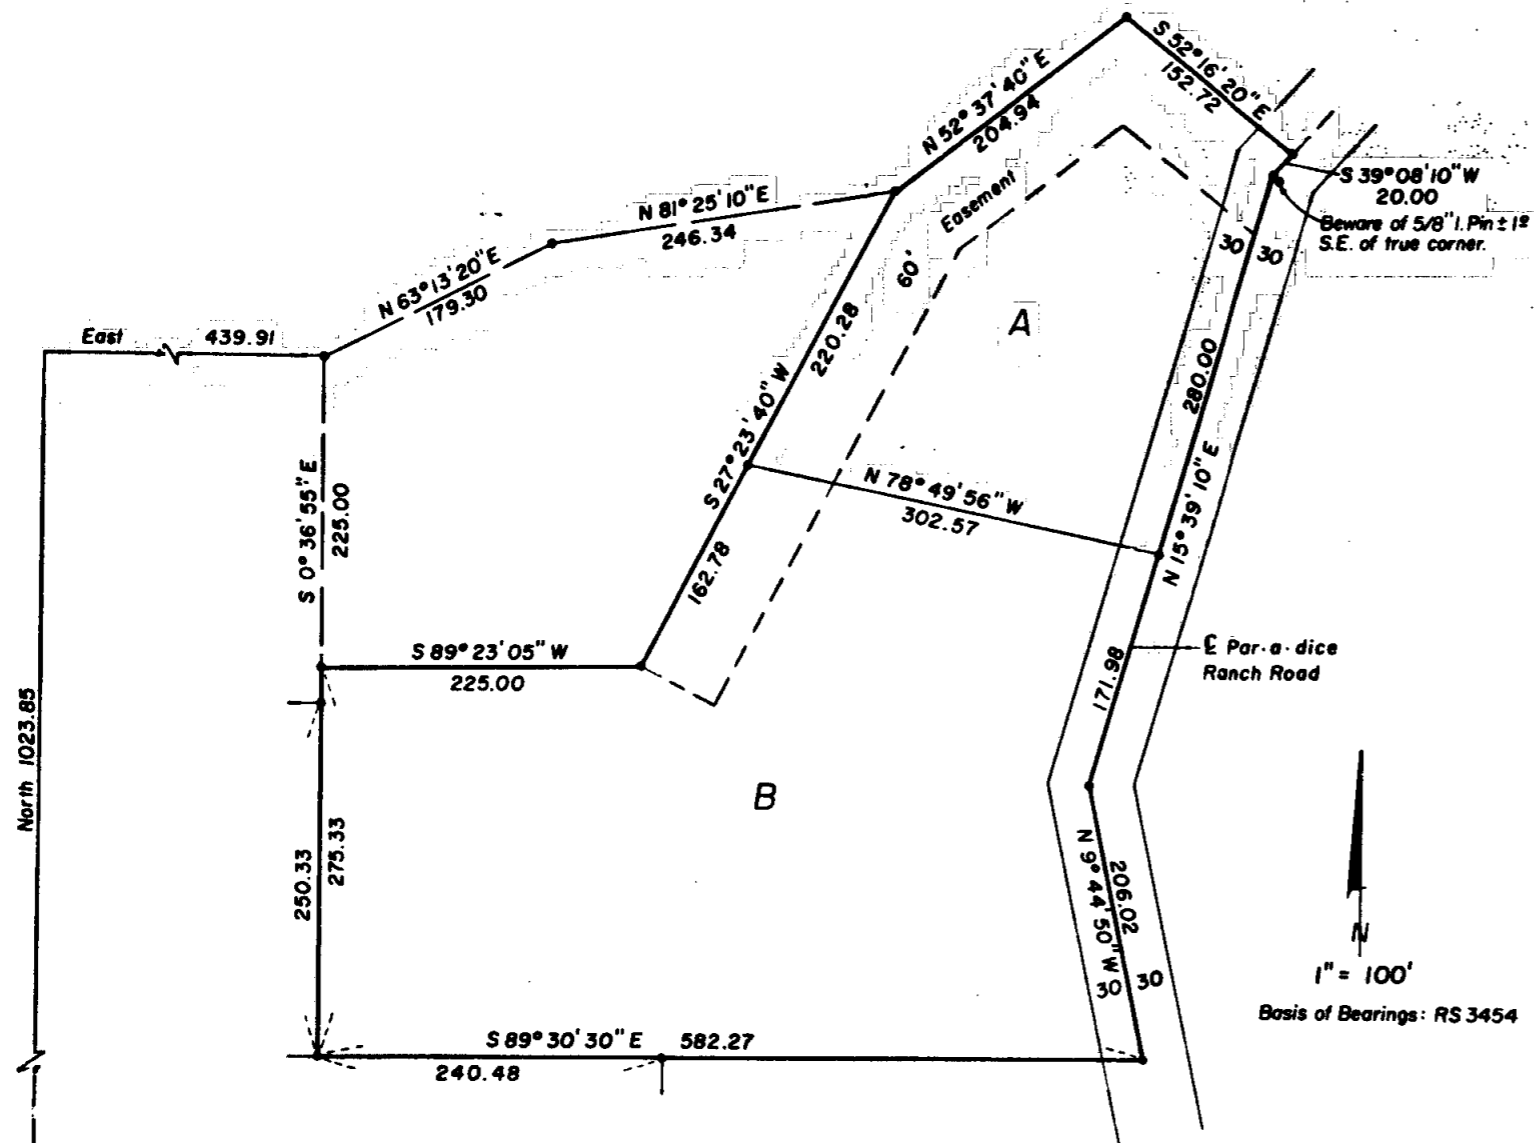 S 52° 16' 20" E
152.72
N 52° 37' 40" E
204.94
S 39° 08' 10" W
20.00
Beware of 5/8" I. Pin ± 1º
S.E. of true corner.
N 81° 25' 10" E
246.34
Easement
60'
30
30
N 63° 13' 20" E
179.30
A
East 439.91
220.28
280.00
S 27° 23' 40" W
N 78° 49' 56" W
302.57
N 15° 39' 10" E
S 0° 36' 55" E
225.00
162.78
S 89° 23' 05" W
225.00
171.98
℄ Par-a-dice
Ranch Road
North 1023.85
B
250.33
275.33
N 9° 44' 50" W
206.02
30
30
N
1" = 100'
Basis of Bearings: RS 3454
S 89° 30' 30" E 582.27
240.48